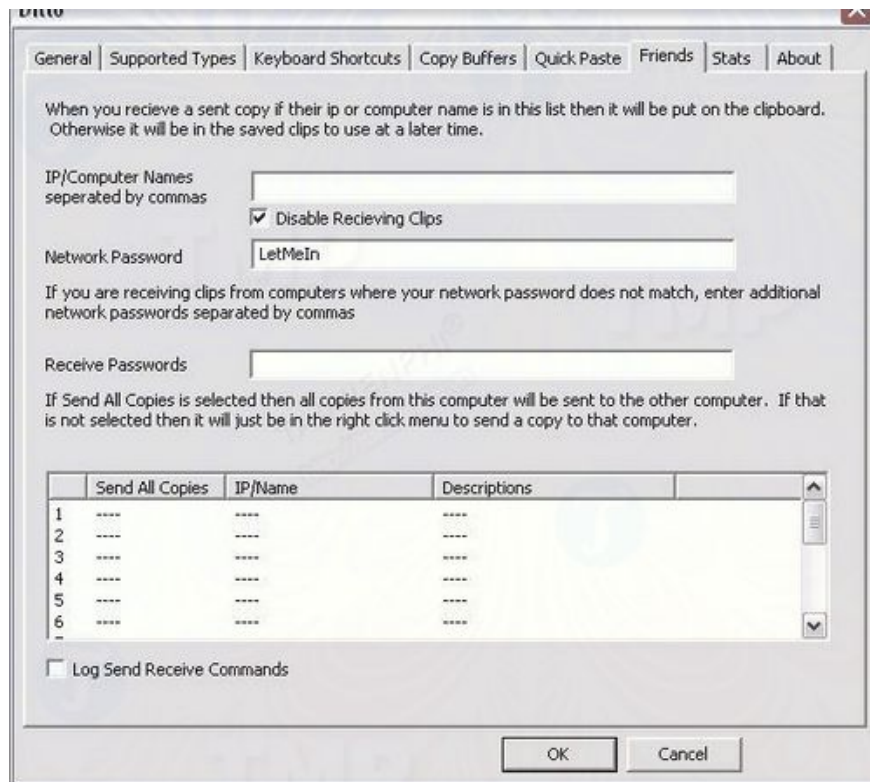 Ditto
General Supported Types Keyboard Shortcuts Copy Buffers Quick Paste Friends Stats About
When you recieve a sent copy if their ip or computer name is in this list then it will be put on the clipboard.
Otherwise it will be in the saved clips to use at a later time.
IP/Computer Names
seperated by commas
Disable Recieving Clips
Network Password LetMeIn
If you are receiving clips from computers where your network password does not match, enter additional
network passwords separated by commas
Receive Passwords
If Send All Copies is selected then all copies from this computer will be sent to the other computer. If that
is not selected then it will just be in the right click menu to send a copy to that computer.
Send All Copies IP/Name Descriptions
1 ---- ---- ----
2 ---- ---- ----
3 ---- ---- ----
4 ---- ---- ----
5 ---- ---- ----
6 ---- ---- ----
Log Send Receive Commands
OK Cancel